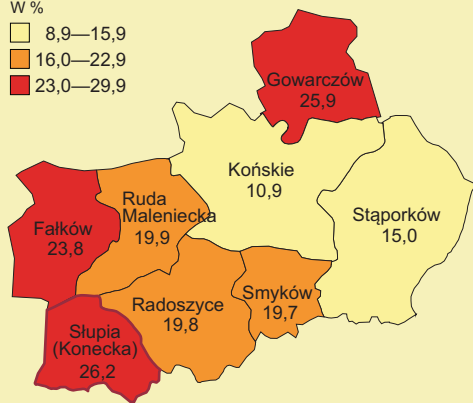 W %
8,9—15,9
16,0—22,9
23,0—29,9
Gowarczów
25,9
Końskie
10,9
Stąporków
15,0
Ruda
Maleniecka
19,9
Fałków
23,8
Radoszyce
19,8
Smyków
19,7
Słupia
(Konecka)
26,2